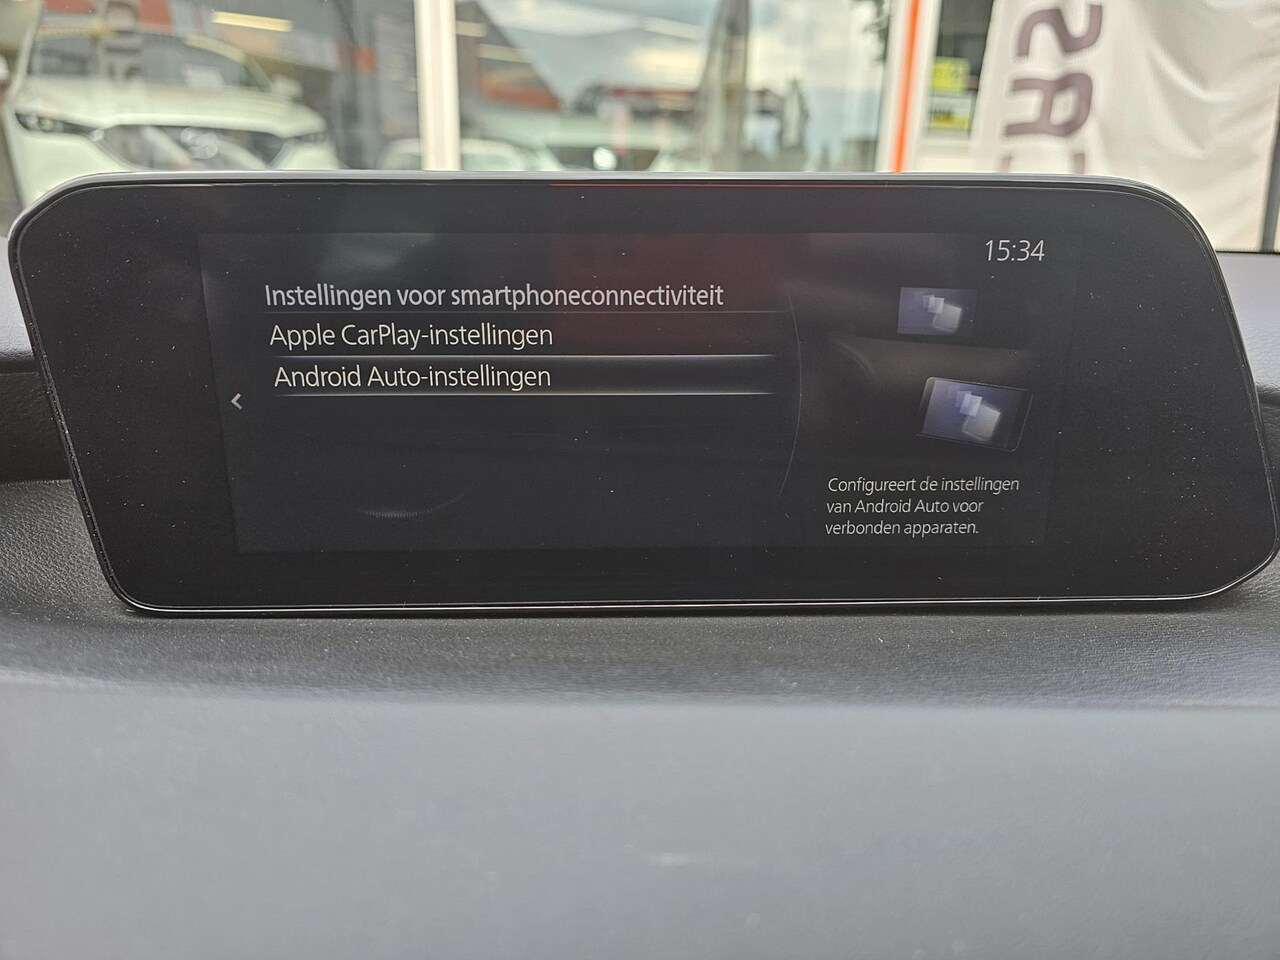 15:34
Instellingen voor smartphoneconnectiviteit
Apple CarPlay-instellingen
Android Auto-instellingen
Configureert de instellingen
van Android Auto voor
verbonden apparaten.